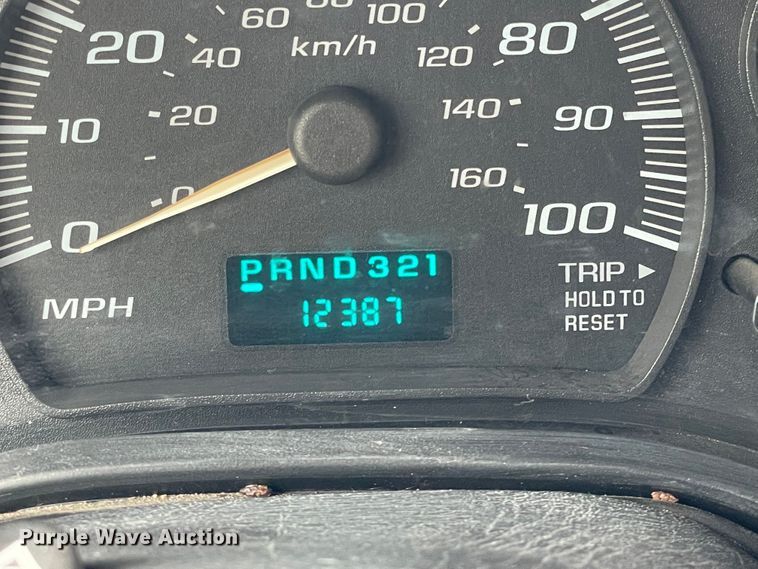 60 80 100
20 40 km/h 120 80
10 20 140 90
0 0 160 100
PRND321
12387
MPH
TRIP ►
HOLD TO
RESET
Purple Wave Auction